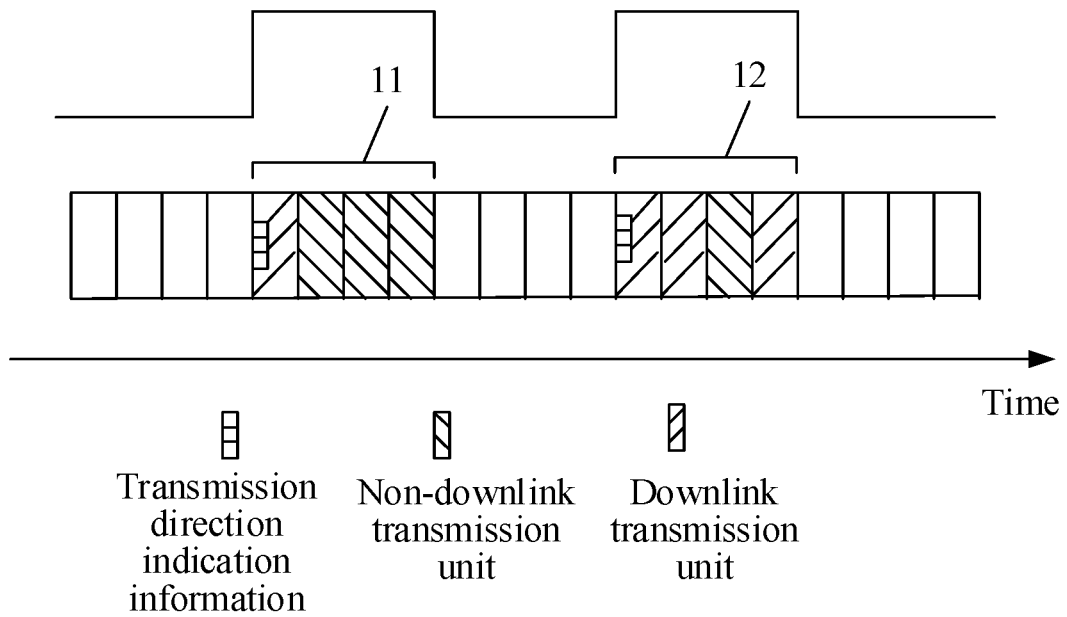 11
12
Time
Transmission
direction
indication
information
Non-downlink
transmission
unit
Downlink
transmission
unit